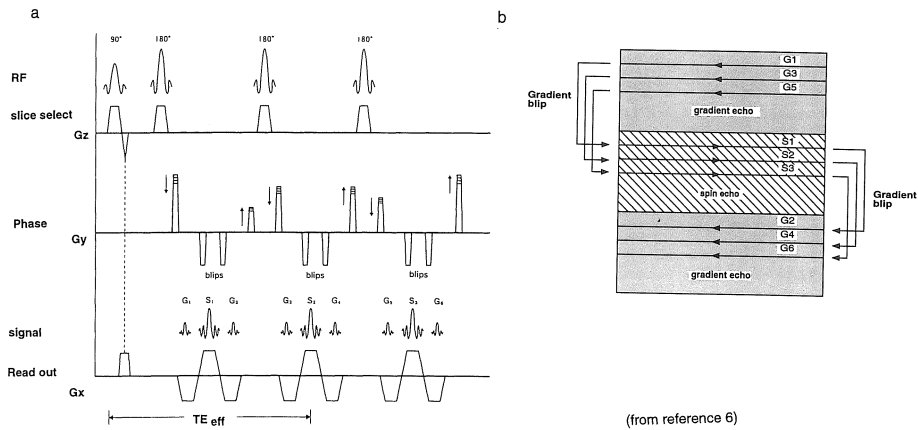 a
90° 180° 180° 180°
RF
slice select
Gz
Phase
Gy
blips blips blips
G₁ S₁ G₂ G₃ S₂ G₄ G₅ S₃ G₆
signal
Read out
Gx
TE eff
b
G1
G3
G5
Gradient blip
gradient echo
S1
S2
S3
spin echo
Gradient blip
G2
G4
G6
gradient echo
(from reference 6)